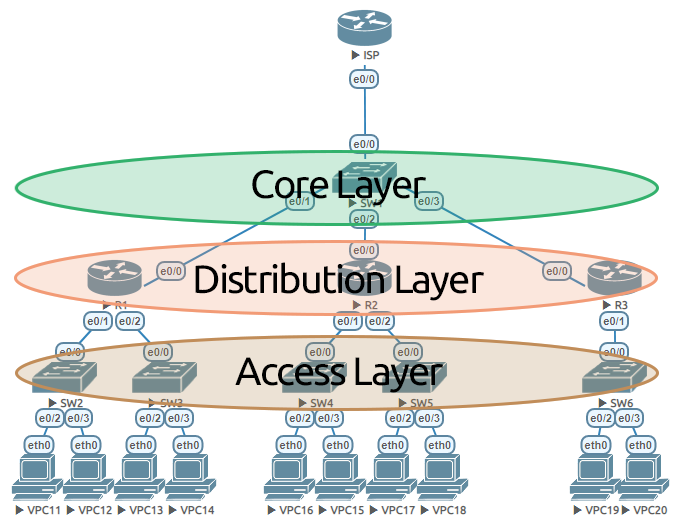 ISP
e0/0
e0/0
Core Layer
SW1
e0/1
e0/3
e0/2
e0/0
e0/0
e0/0
Distribution Layer
R1
R2
R3
e0/1
e0/2
e0/1
e0/2
e0/1
e0/0
e0/0
e0/0
e0/0
e0/0
Access Layer
SW2
SW3
SW4
SW5
SW6
e0/2
e0/3
e0/2
e0/3
e0/2
e0/3
e0/2
e0/3
e0/2
e0/3
eth0
eth0
eth0
eth0
eth0
eth0
eth0
eth0
eth0
eth0
VPC11
VPC12
VPC13
VPC14
VPC16
VPC15
VPC17
VPC18
VPC19
VPC20